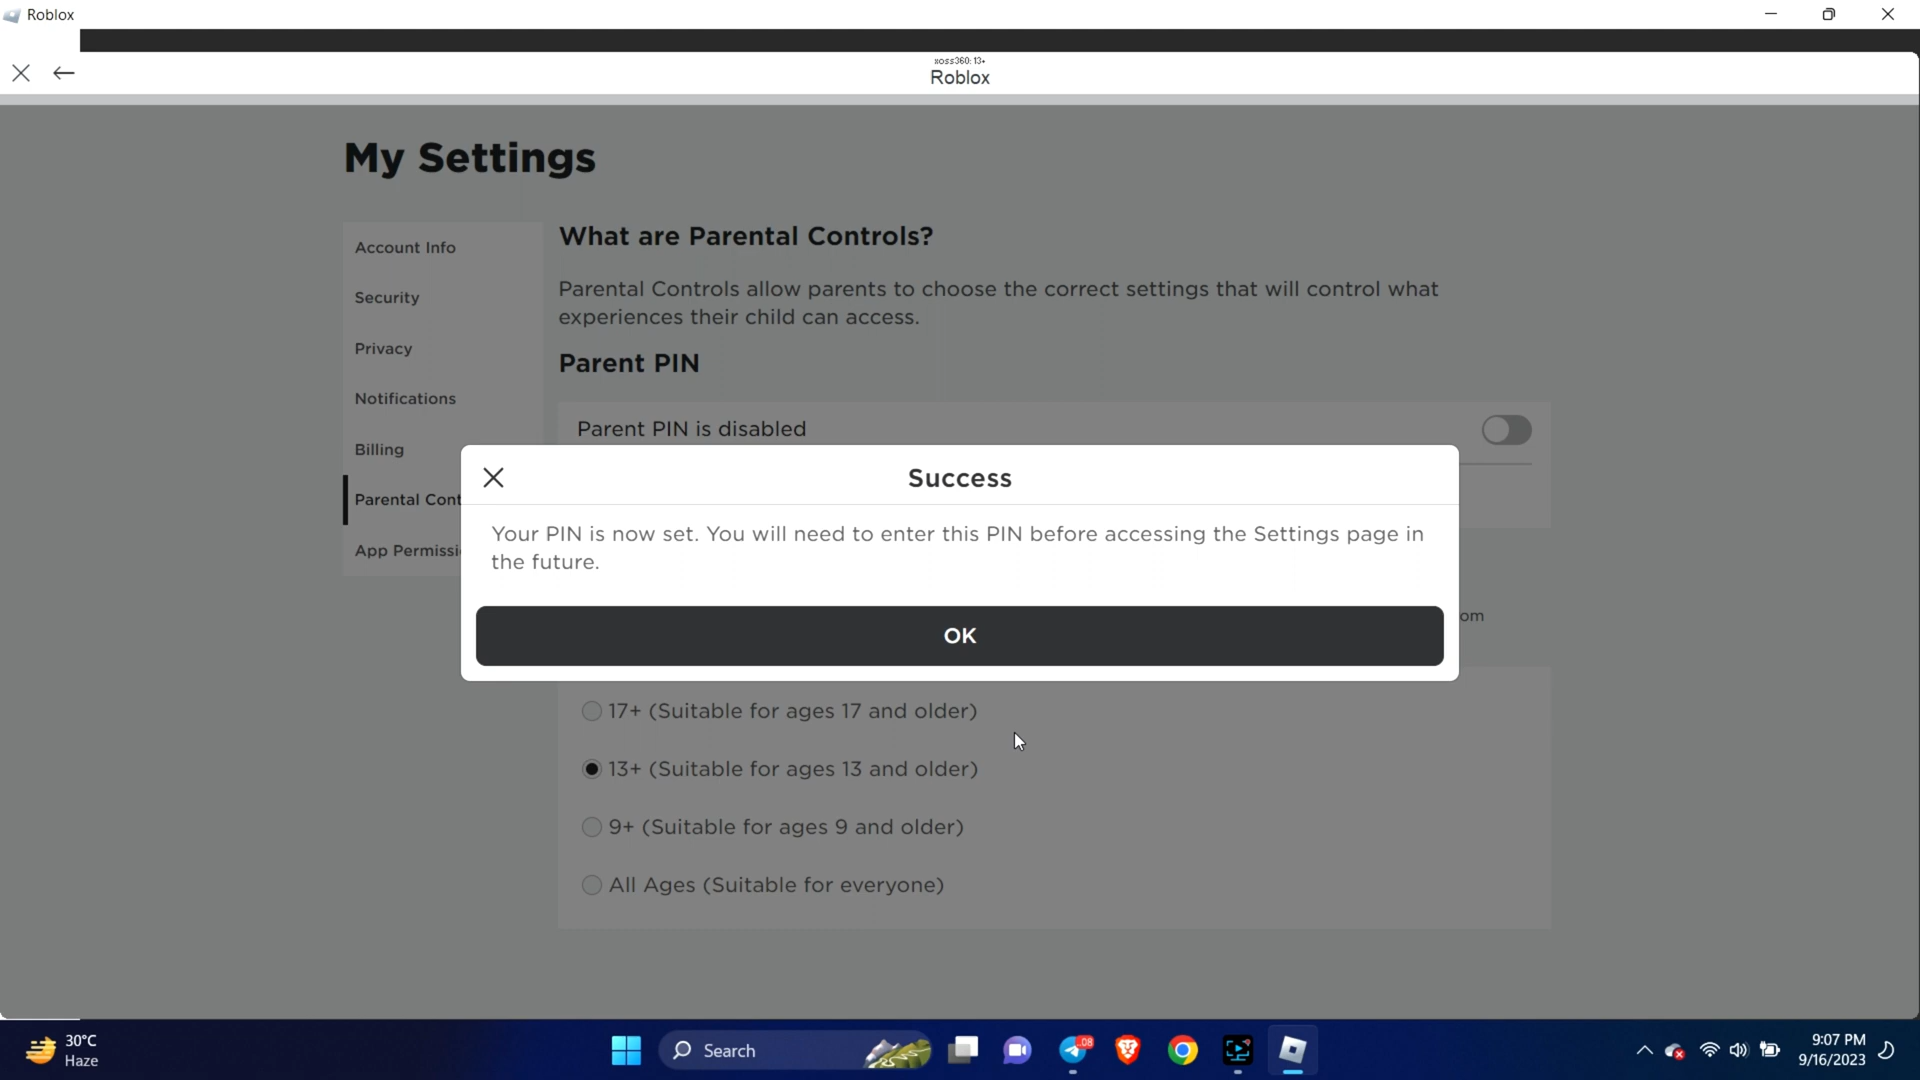 Roblox
xoss360: 13+
Roblox
My Settings
Account Info
Security
Privacy
Notifications
Billing
Parental Cont
App Permissi
What are Parental Controls?
Parental Controls allow parents to choose the correct settings that will control what
experiences their child can access.
Parent PIN
Parent PIN is disabled
Success
Your PIN is now set. You will need to enter this PIN before accessing the Settings page in
the future.
OK
om
17+ (Suitable for ages 17 and older)
13+ (Suitable for ages 13 and older)
9+ (Suitable for ages 9 and older)
All Ages (Suitable for everyone)
30°C
Haze
Search
.08
9:07 PM
9/16/2023